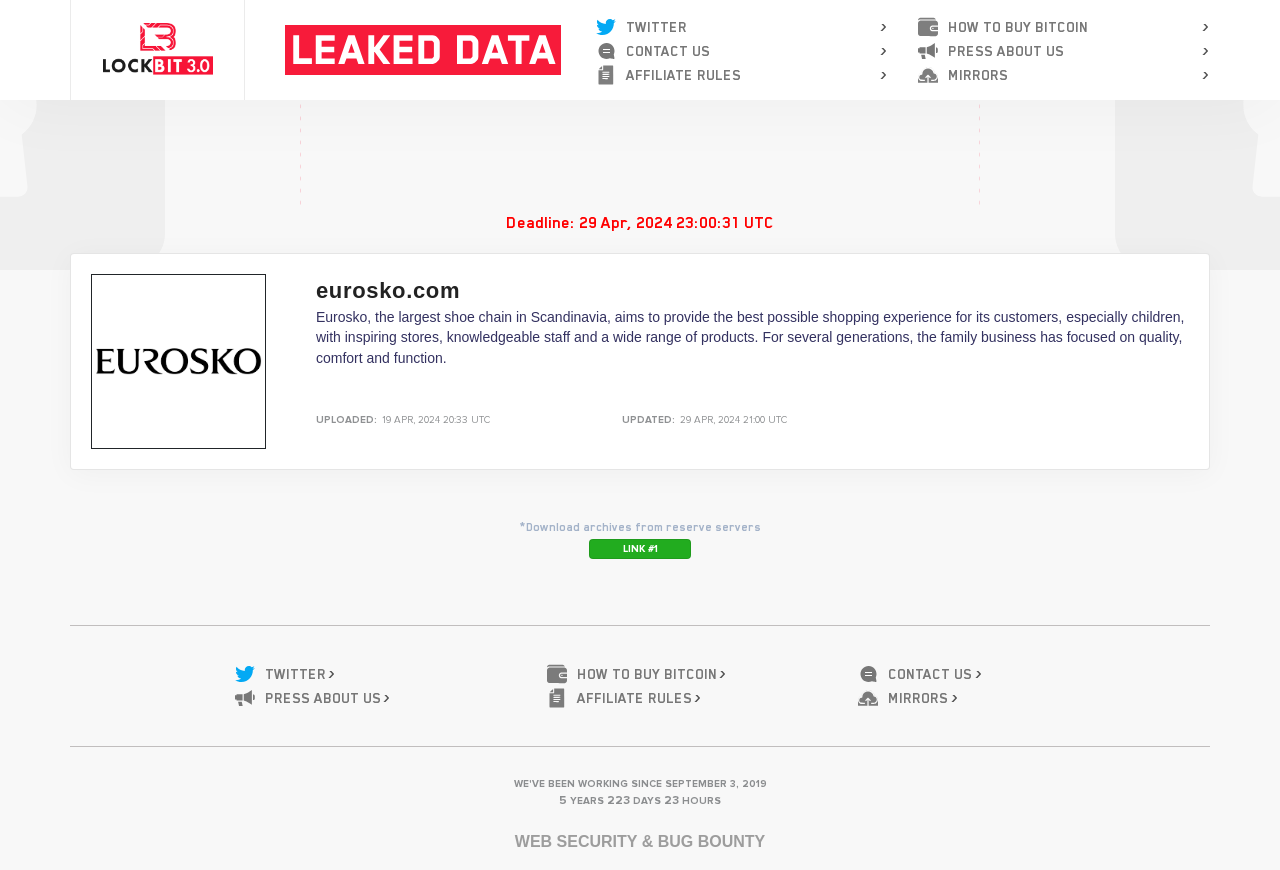 LOCKBIT 3.0
LEAKED DATA
TWITTER
CONTACT US
AFFILIATE RULES
HOW TO BUY BITCOIN
PRESS ABOUT US
MIRRORS
Deadline: 29 Apr, 2024 23:00:31 UTC
EUROSKO
eurosko.com
Eurosko, the largest shoe chain in Scandinavia, aims to provide the best possible shopping experience for its customers, especially children,
with inspiring stores, knowledgeable staff and a wide range of products. For several generations, the family business has focused on quality,
comfort and function.
UPLOADED: 19 APR, 2024 20:33 UTC
UPDATED: 29 APR, 2024 21:00 UTC
*Download archives from reserve servers
LINK #1
TWITTER
PRESS ABOUT US
HOW TO BUY BITCOIN
AFFILIATE RULES
CONTACT US
MIRRORS
WE'VE BEEN WORKING SINCE SEPTEMBER 3, 2019
5 YEARS 223 DAYS 23 HOURS
WEB SECURITY & BUG BOUNTY